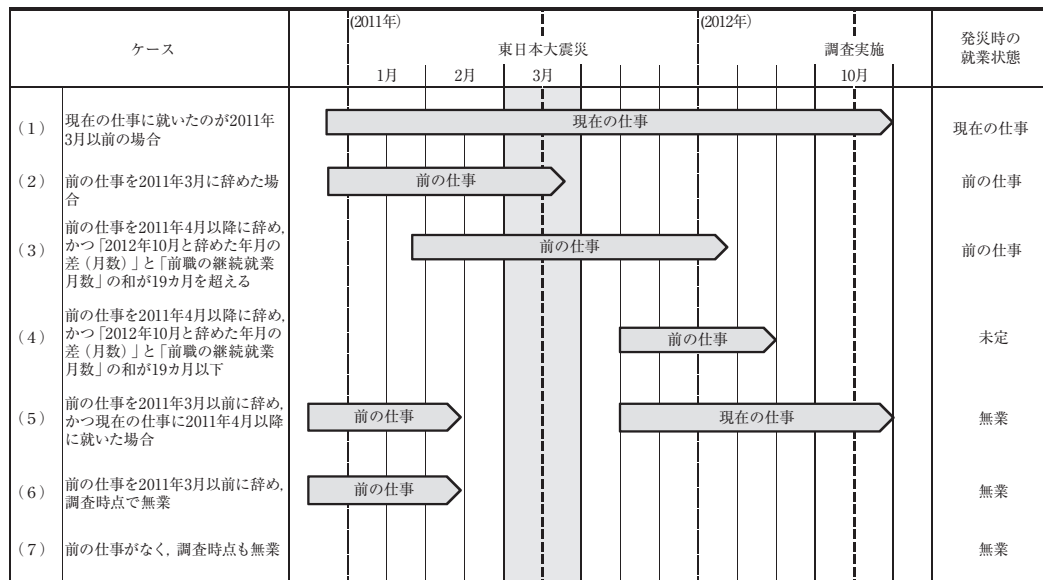 ケース
(2011年)
(2012年)
東日本大震災
調査実施
1月
2月
3月
10月
発災時の
就業状態
(1)
現在の仕事に就いたのが2011年
3月以前の場合
現在の仕事
現在の仕事
(2)
前の仕事を2011年3月に辞めた場
合
前の仕事
前の仕事
(3)
前の仕事を2011年4月以降に辞め,
かつ「2012年10月と辞めた年月の
差(月数)」と「前職の継続就業
月数」の和が19カ月を超える
前の仕事
前の仕事
(4)
前の仕事を2011年4月以降に辞め,
かつ「2012年10月と辞めた年月の
差(月数)」と「前職の継続就業
月数」の和が19カ月以下
前の仕事
未定
(5)
前の仕事を2011年3月以前に辞め,
かつ現在の仕事に2011年4月以降
に就いた場合
前の仕事
現在の仕事
無業
(6)
前の仕事を2011年3月以前に辞め,
調査時点で無業
前の仕事
無業
(7)
前の仕事がなく, 調査時点も無業
無業